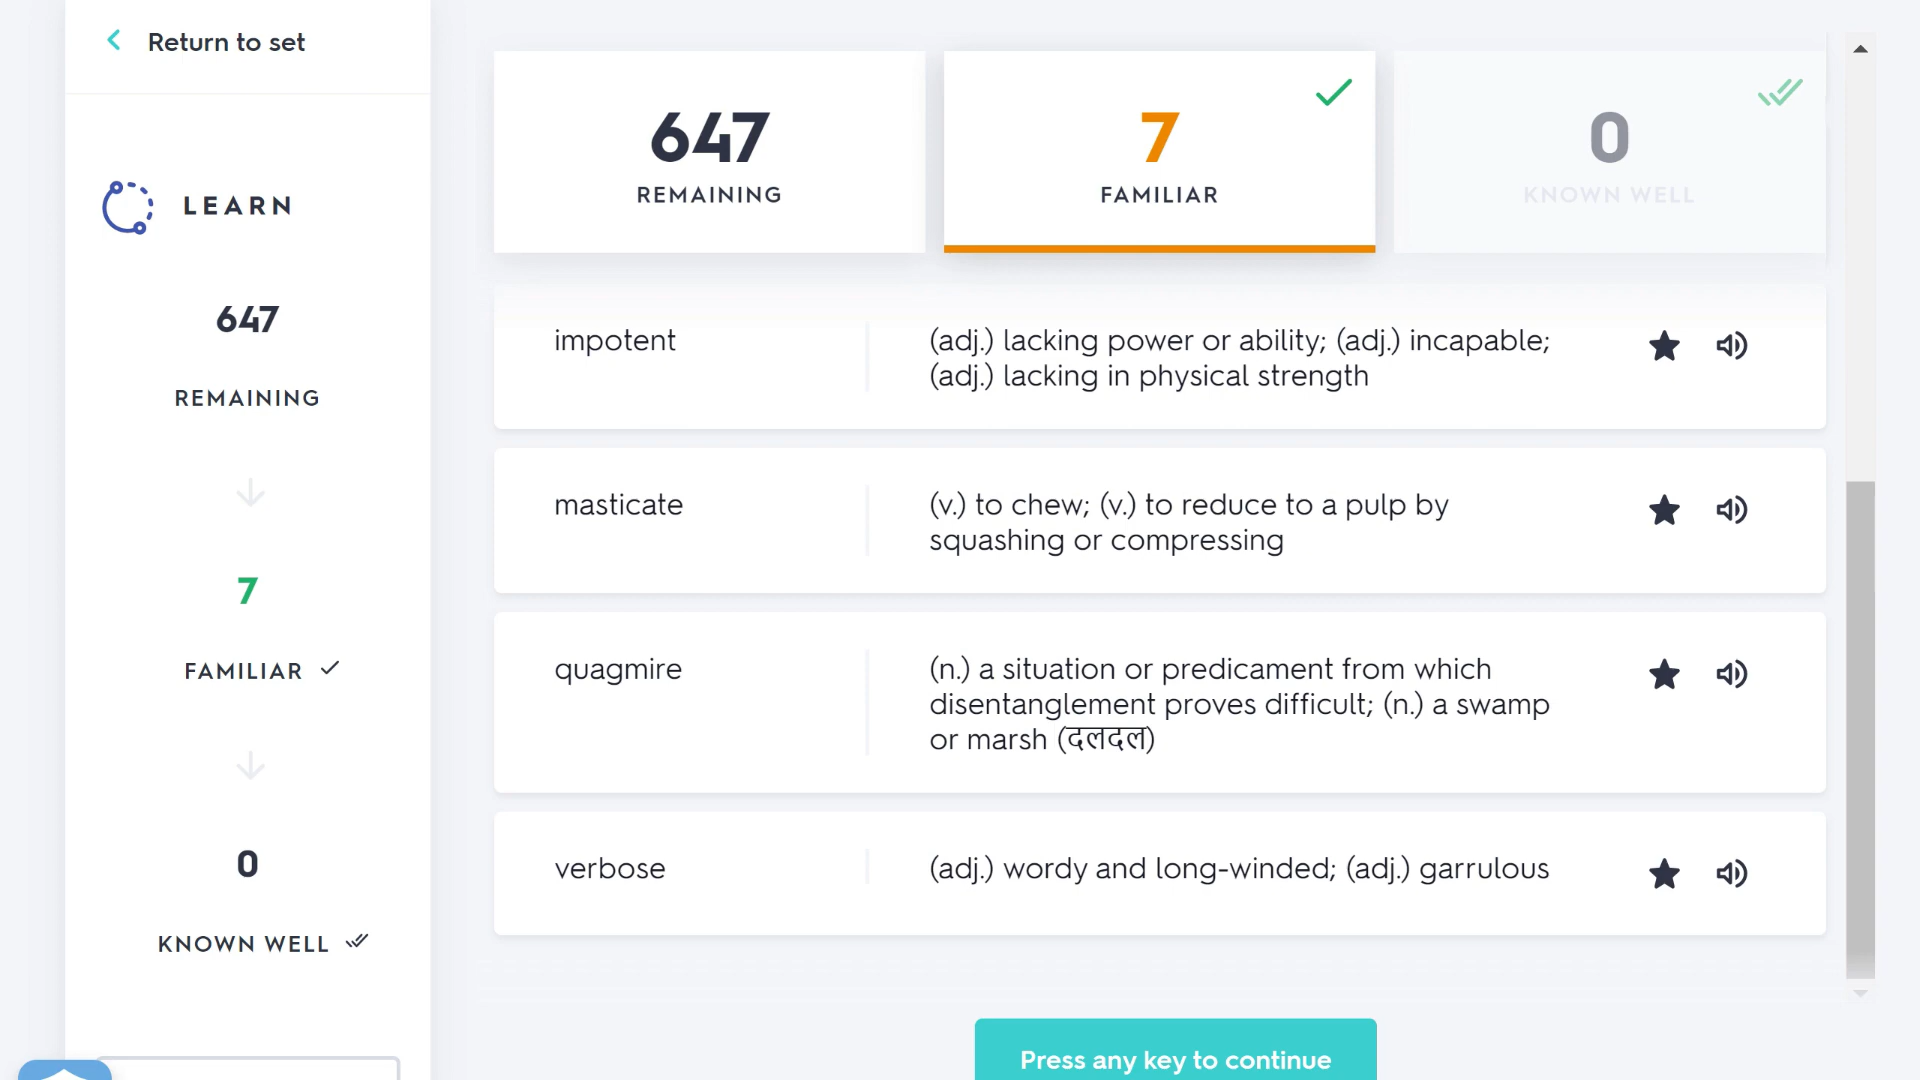 Return to set
LEARN
647
REMAINING
7
FAMILIAR
0
KNOWN WELL
647
REMAINING
7
FAMILIAR
0
KNOWN WELL
impotent
(adj.) lacking power or ability; (adj.) incapable;
(adj.) lacking in physical strength
masticate
(v.) to chew; (v.) to reduce to a pulp by
squashing or compressing
quagmire
(n.) a situation or predicament from which
disentanglement proves difficult; (n.) a swamp
or marsh (दलदल)
verbose
(adj.) wordy and long-winded; (adj.) garrulous
Press any key to continue